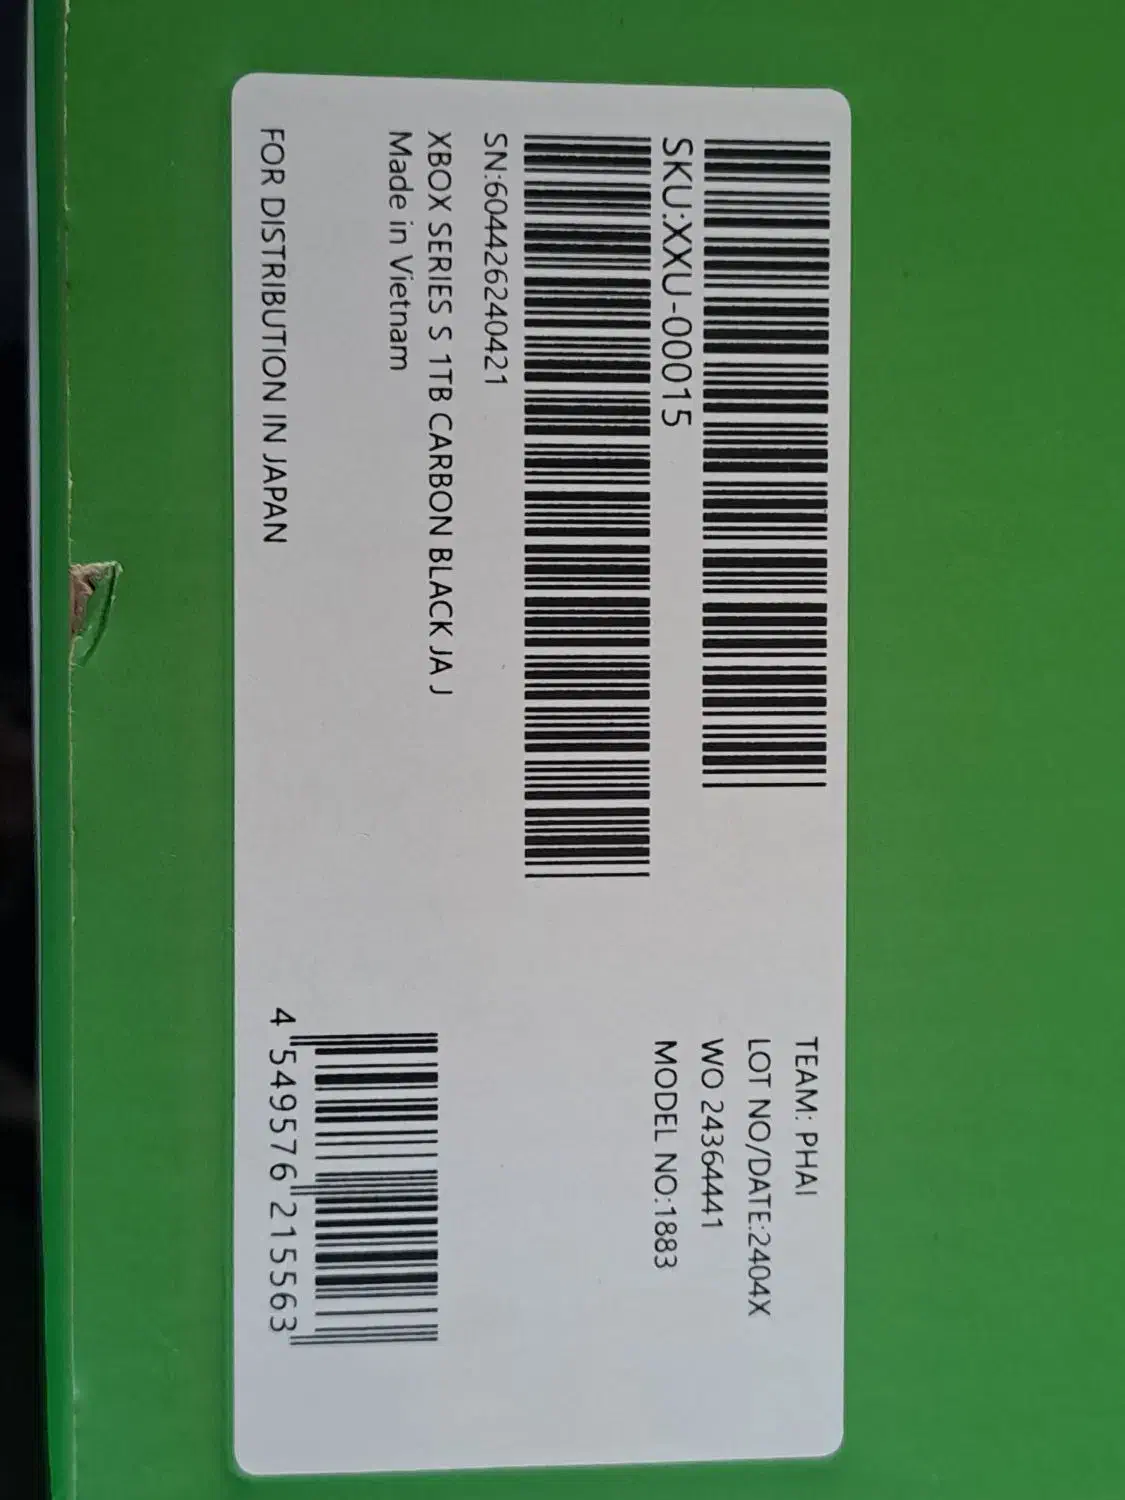 SKU:XXU-00015
SN:604426240421
XBOX SERIES S 1TB CARBON BLACK JA J
Made in Vietnam
FOR DISTRIBUTION IN JAPAN
TEAM: PHAI
LOT NO/DATE:2404X
WO 24364441
MODEL NO:1883
4 549576 215563